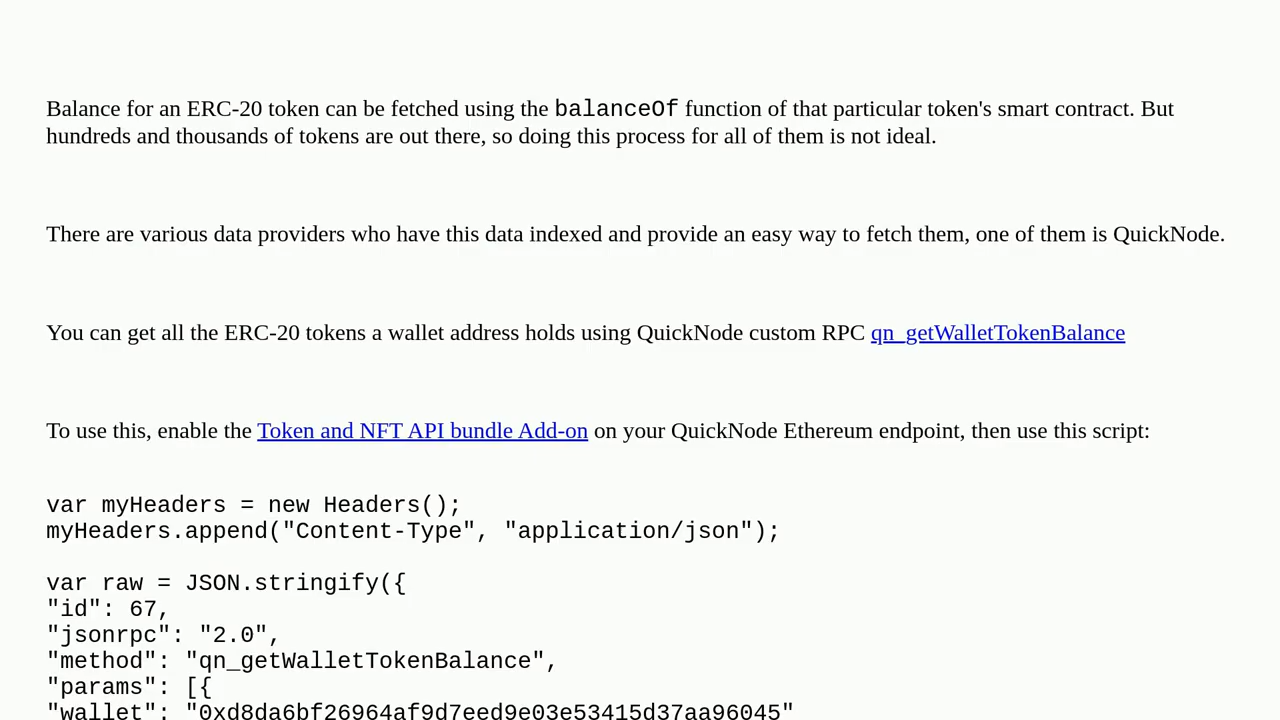 Balance for an ERC-20 token can be fetched using the balanceOf function of that particular token's smart contract. But
hundreds and thousands of tokens are out there, so doing this process for all of them is not ideal.
There are various data providers who have this data indexed and provide an easy way to fetch them, one of them is QuickNode.
You can get all the ERC-20 tokens a wallet address holds using QuickNode custom RPC qn_getWalletTokenBalance
To use this, enable the Token and NFT API bundle Add-on on your QuickNode Ethereum endpoint, then use this script:
var myHeaders = new Headers();
myHeaders.append("Content-Type", "application/json");
var raw = JSON.stringify({
"id": 67,
"jsonrpc": "2.0",
"method": "qn_getWalletTokenBalance",
"params": [{
"wallet": "0xd8da6bf26964af9d7eed9e03e53415d37aa96045"